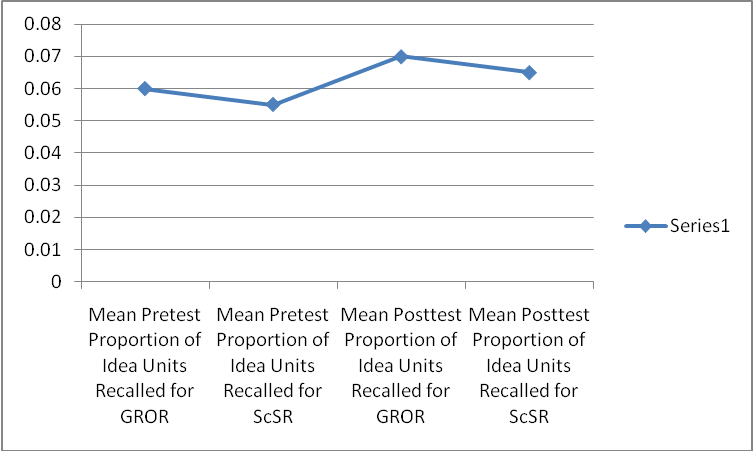 0.08
0.07
0.06
0.05
0.04
0.03
0.02
0.01
0
Mean Pretest
Proportion of
Idea Units
Recalled for
GROR
Mean Pretest
Proportion of
Idea Units
Recalled for
ScSR
Mean Posttest
Proportion of
Idea Units
Recalled for
GROR
Mean Posttest
Proportion of
Idea Units
Recalled for
ScSR
Series1